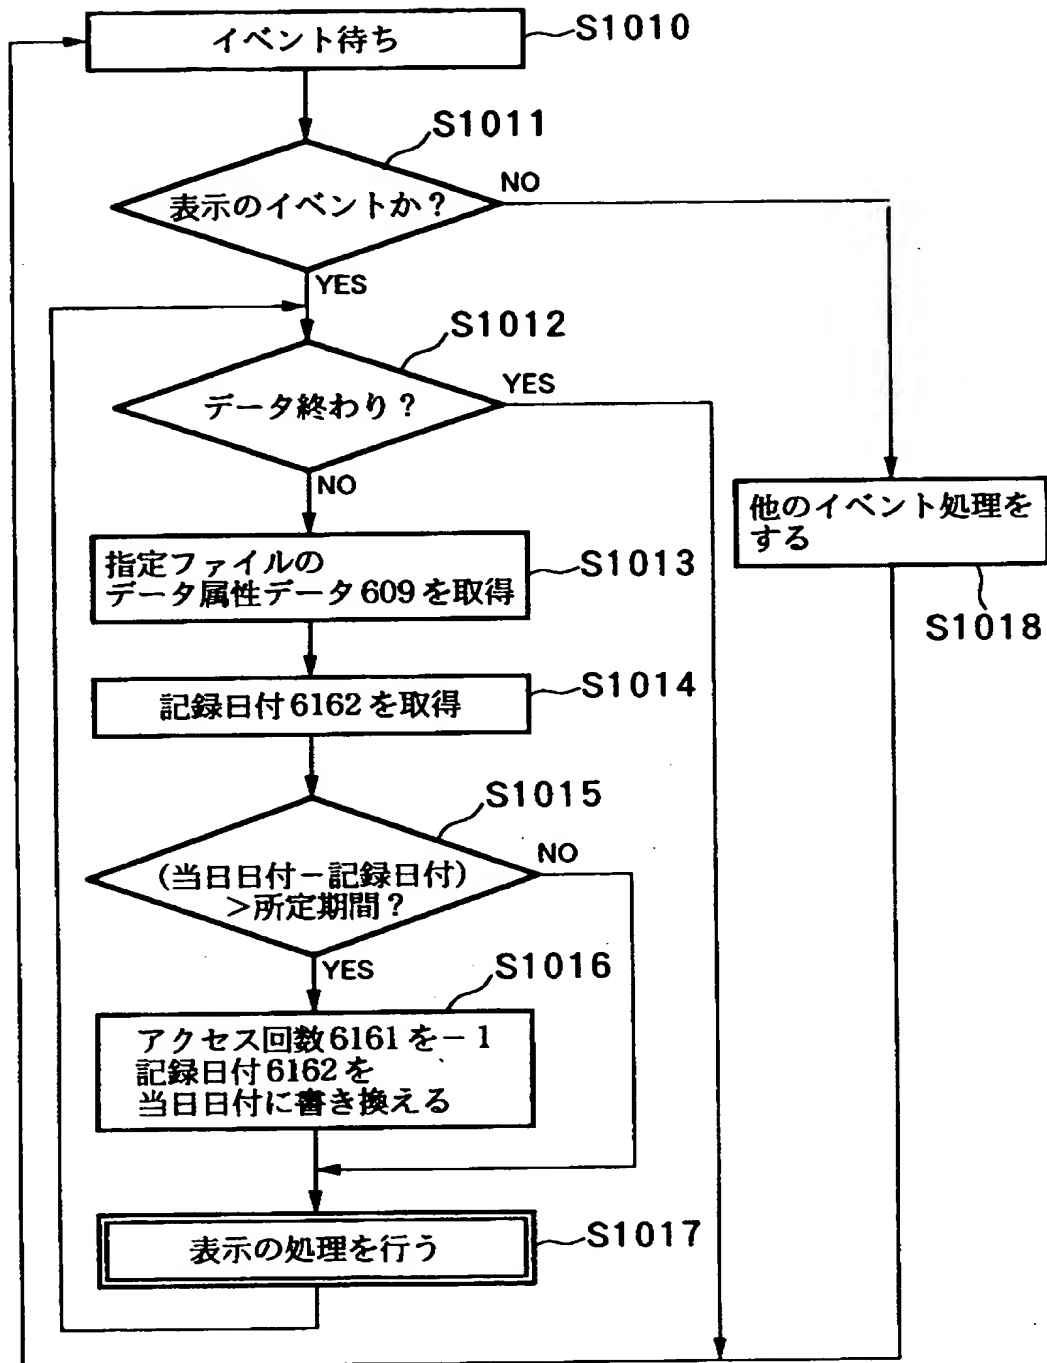 イベント待ち
S1010
S1011
表示のイベントか？
NO
YES
S1012
データ終わり？
YES
NO
指定ファイルの
データ属性データ609を取得
S1013
他のイベント処理を
する
S1018
記録日付6162を取得
S1014
S1015
(当日日付－記録日付)
＞所定期間？
NO
YES
S1016
アクセス回数6161を－1
記録日付6162を
当日日付に書き換える
表示の処理を行う
S1017